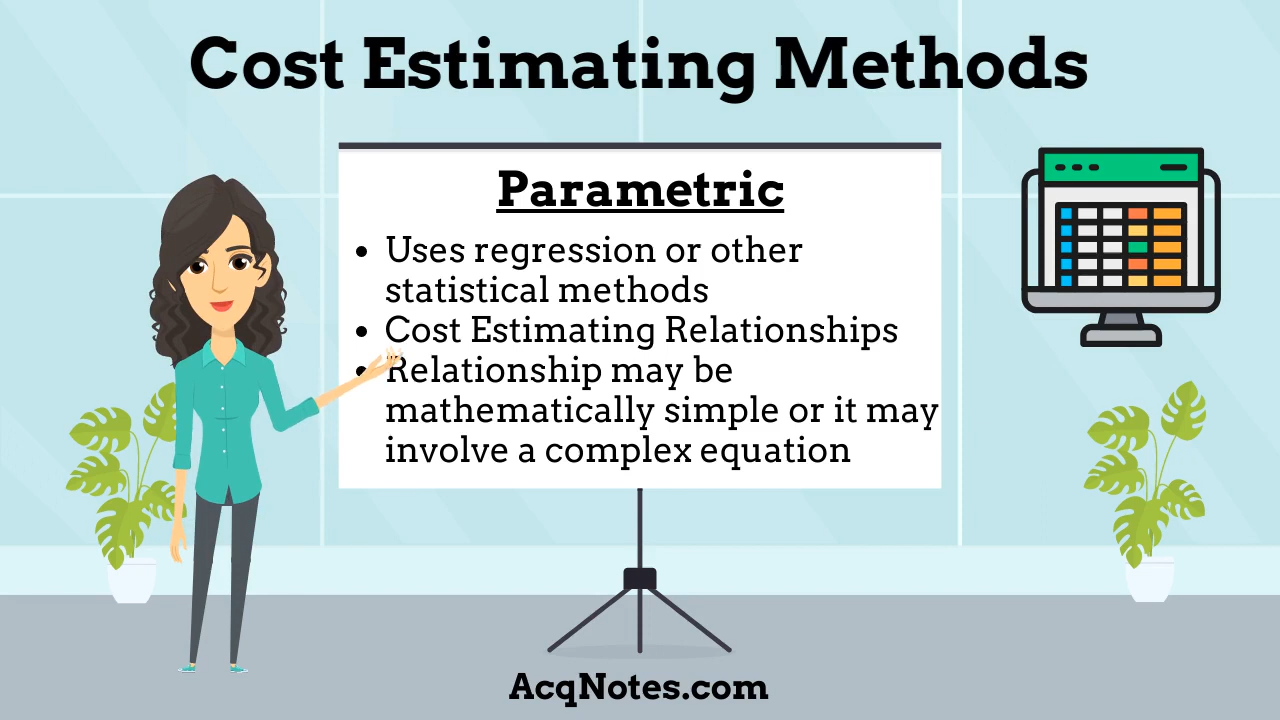 Cost Estimating Methods
Parametric
• Uses regression or other
statistical methods
• Cost Estimating Relationships
• Relationship may be
mathematically simple or it may
involve a complex equation
AcqNotes.com